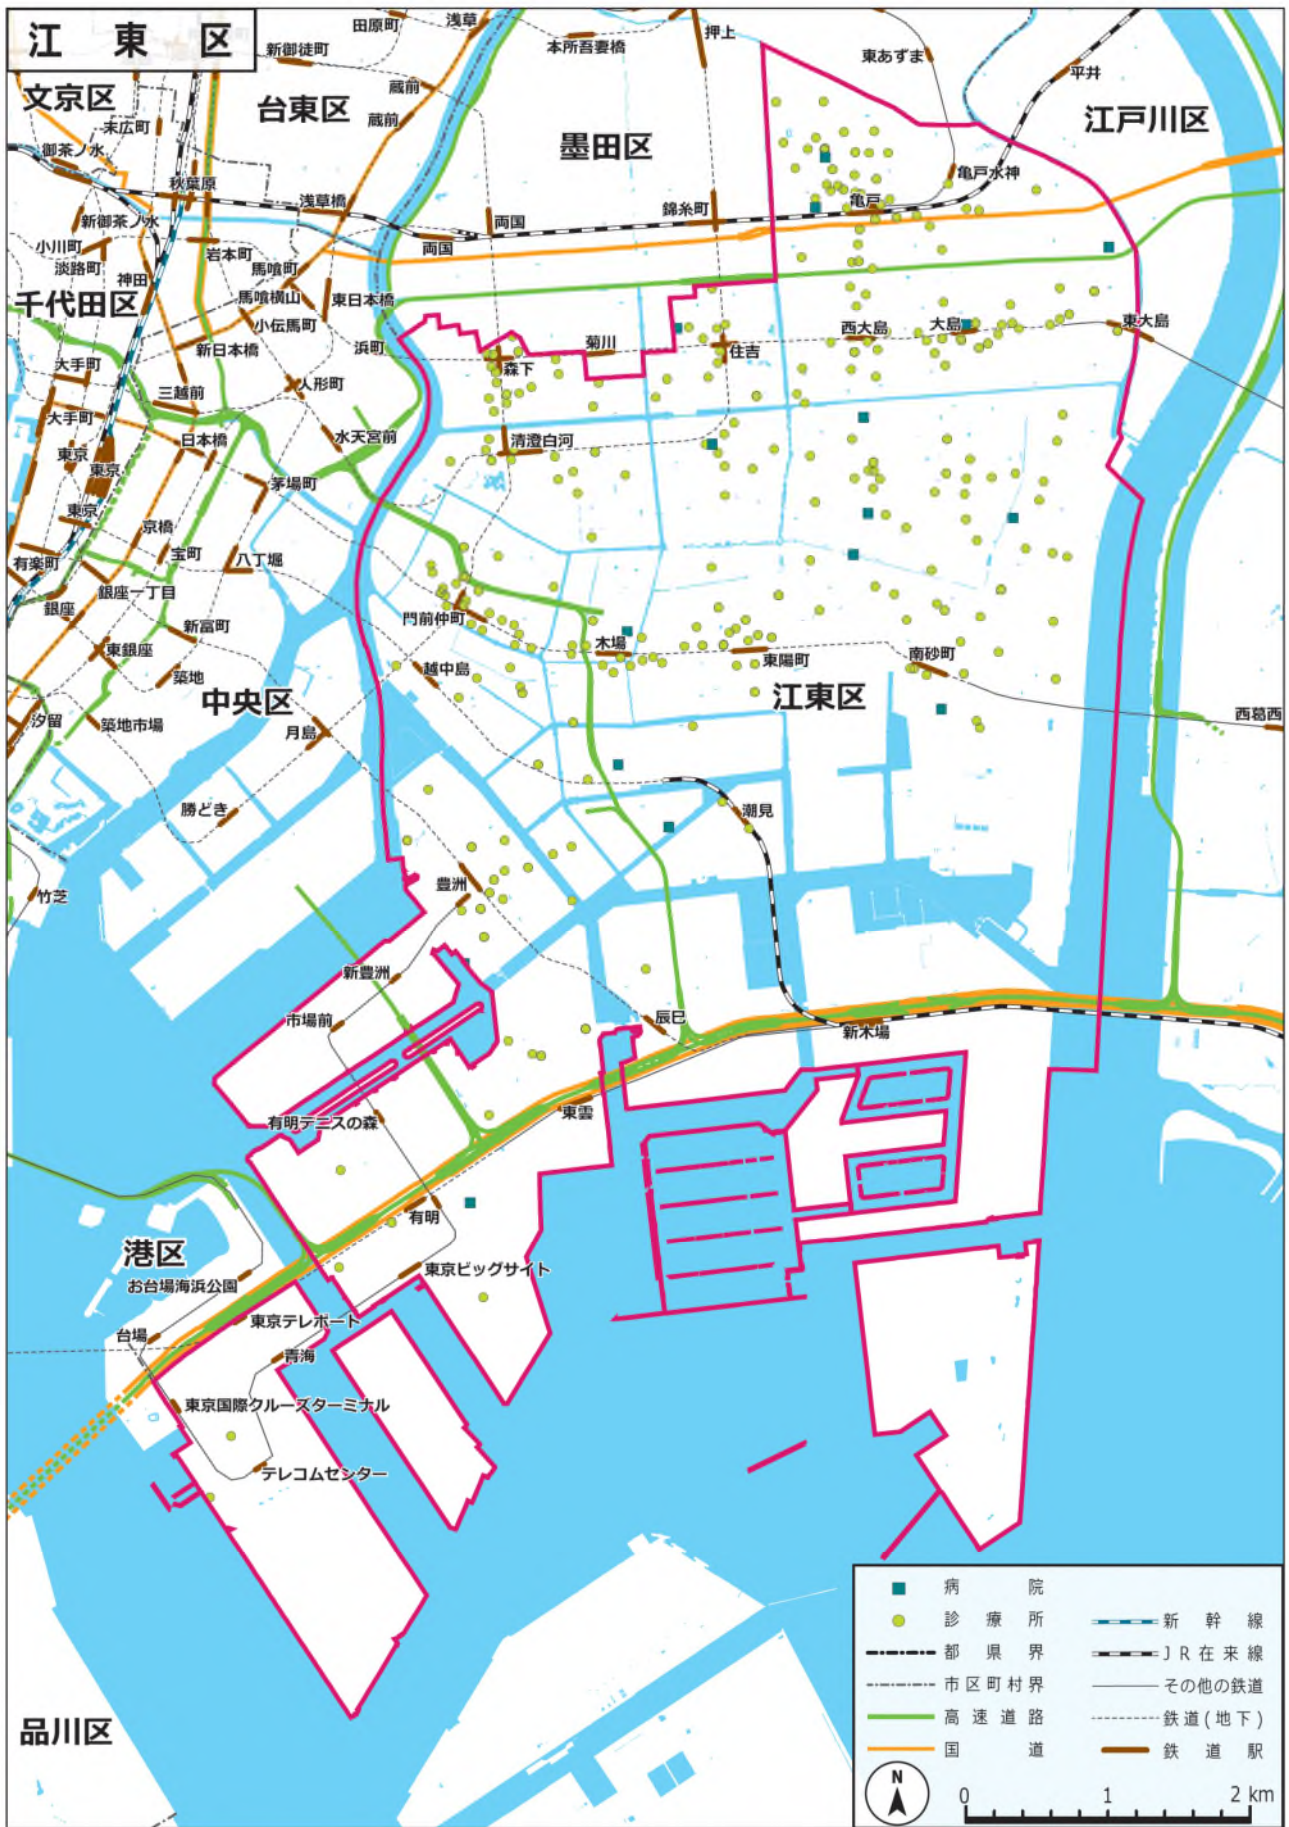 江東区
田原町
浅草
新御徒町
本所吾妻橋
押上
東あずま
平井
文京区
台東区
蔵前
蔵前
末広町
墨田区
江戸川区
御茶ノ水
秋葉原
浅草橋
亀戸水神
新御茶ノ水
両国
錦糸町
亀戸
小川町
岩本町
両国
淡路町
神田
馬喰町
千代田区
馬喰横山
東日本橋
小伝馬町
浜町
菊川
住吉
西大島
大島
東大島
新日本橋
大手町
森下
三越前
人形町
大手町
日本橋
水天宮前
清澄白河
東京
東京
茅場町
東京
京橋
有楽町
宝町
八丁堀
銀座
銀座一丁目
新富町
門前仲町
木場
東銀座
築地
越中島
東陽町
南砂町
中央区
江東区
汐留
築地市場
月島
西葛西
勝どき
潮見
竹芝
豊洲
新豊洲
市場前
辰巳
新木場
有明テニスの森
東雲
有明
港区
お台場海浜公園
東京ビッグサイト
台場
東京テレポート
青海
東京国際クルーズターミナル
テレコムセンター
品川区
病院
診療所
都県界
市区町村界
高速道路
国道
新幹線
JR在来線
その他の鉄道
鉄道(地下)
鉄道駅
N
0 1 2 km